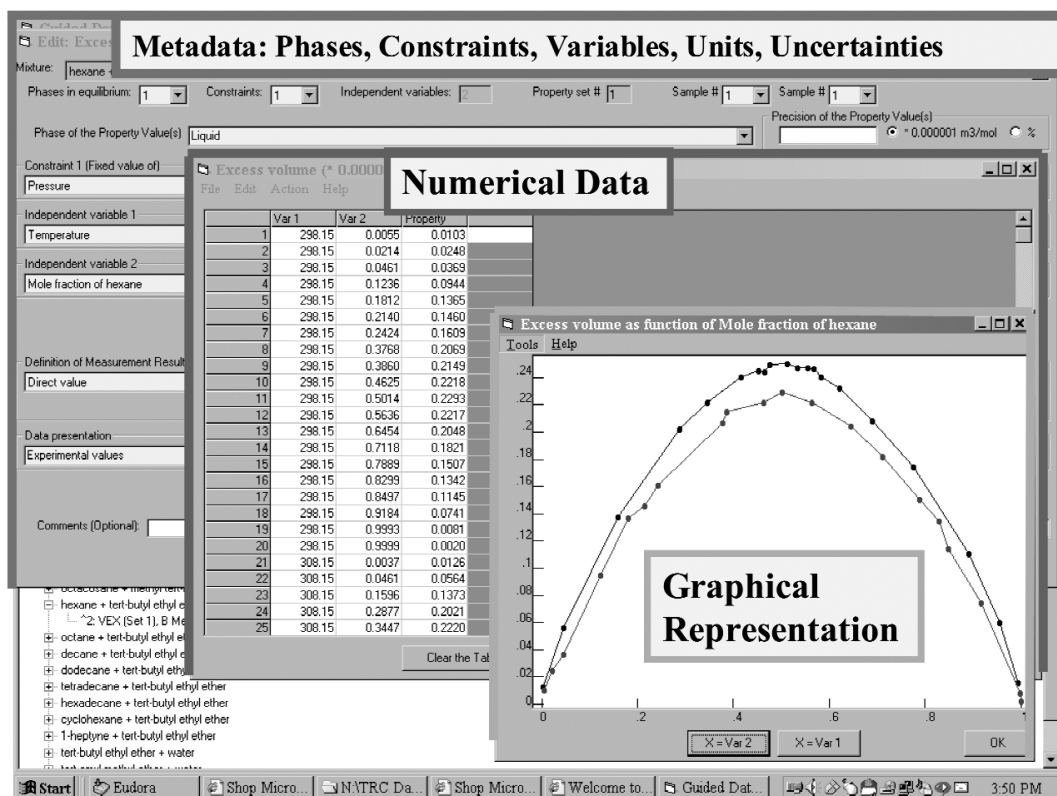 Metadata: Phases, Constraints, Variables, Units, Uncertainties
Edit: Exces
Mixture: hexane +
Phases in equilibrium: 1 Constraints: 1 Independent variables: 2 Property set # 1 Sample # 1 Sample # 1
Precision of the Property Value(s)
Phase of the Property Value(s) Liquid * 0.000001 m3/mol %
Constraint 1 (Fixed value of)
Pressure
Independent variable 1
Temperature
Independent variable 2
Mole fraction of hexane
Definition of Measurement Result
Direct value
Data presentation
Experimental values
Comments (Optional):
Excess volume (* 0.0000
File Edit Action Help
Numerical Data
Var 1 Var 2 Property
1 298.15 0.0055 0.0103
2 298.15 0.0214 0.0248
3 298.15 0.0461 0.0369
4 298.15 0.1236 0.0944
5 298.15 0.1812 0.1365
6 298.15 0.2140 0.1460
7 298.15 0.2424 0.1609
8 298.15 0.3768 0.2069
9 298.15 0.3860 0.2149
10 298.15 0.4625 0.2218
11 298.15 0.5014 0.2293
12 298.15 0.5636 0.2217
13 298.15 0.6454 0.2048
14 298.15 0.7118 0.1821
15 298.15 0.7889 0.1507
16 298.15 0.8299 0.1342
17 298.15 0.8497 0.1145
18 298.15 0.9184 0.0741
19 298.15 0.9993 0.0081
20 298.15 0.9999 0.0020
21 308.15 0.0037 0.0126
22 308.15 0.0461 0.0564
23 308.15 0.1596 0.1373
24 308.15 0.2877 0.2021
25 308.15 0.3447 0.2220
Clear the Tab
Excess volume as function of Mole fraction of hexane
Tools Help
.24
.22
.2
.18
.16
.14
.12
.1
.08
.06
.04
.02
0
0 .2 .4 .6 .8 1
Graphical
Representation
X = Var 2 X = Var 1 OK
hexane + tert-butyl ethyl e
^2: VEX (Set 1), B Me
octane + tert-butyl ethyl et
decane + tert-butyl ethyl e
dodecane + tert-butyl ethyl
tetradecane + tert-butyl ethyl ether
hexadecane + tert-butyl ethyl ether
cyclohexane + tert-butyl ethyl ether
1-heptyne + tert-butyl ethyl ether
tert-butyl ethyl ether + water
Start Eudora Shop Micro... N:\TRC Da... Shop Micro... Welcome to... Guided Dat... 3:50 PM